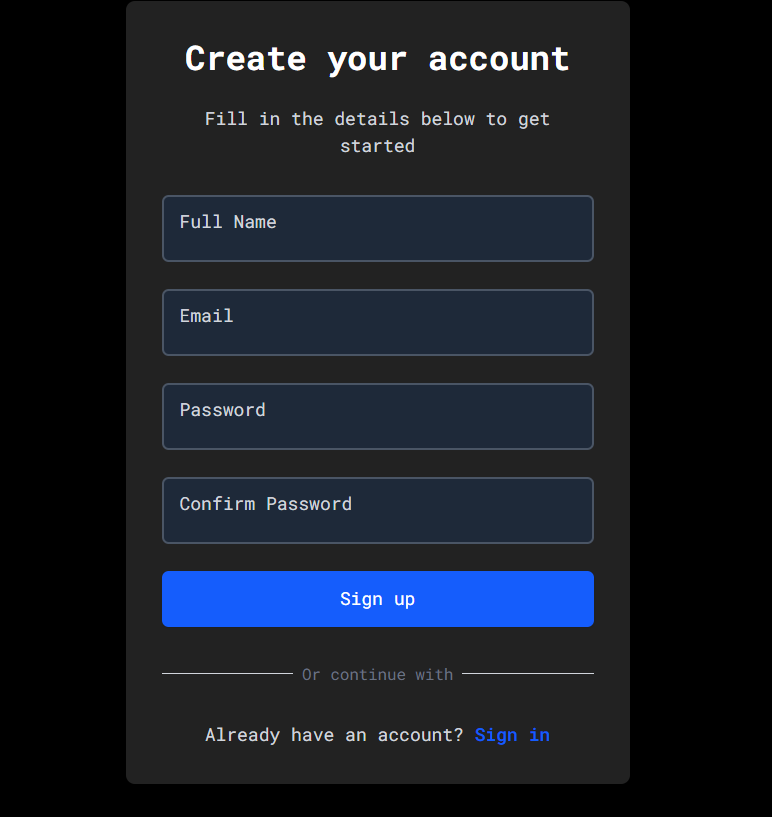 Create your account
Fill in the details below to get
started
Full Name
Email
Password
Confirm Password
Sign up
Or continue with
Already have an account? Sign in